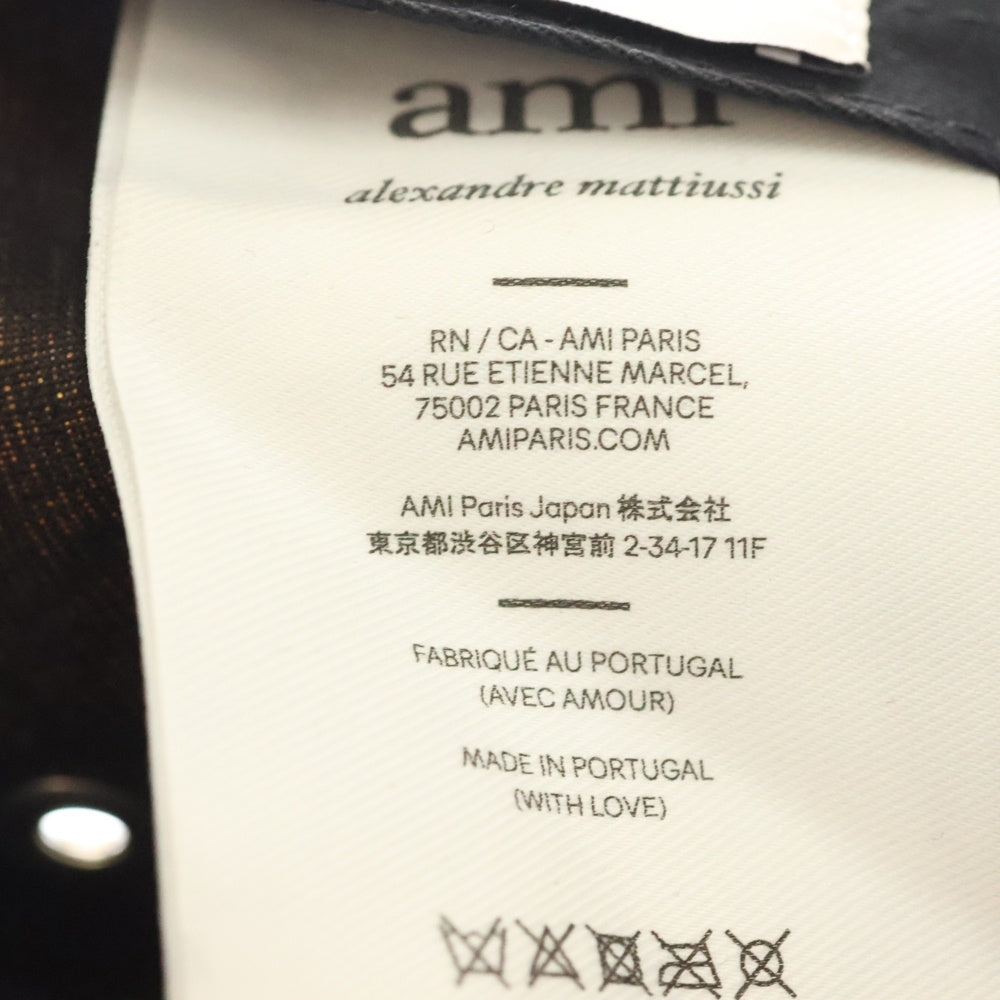 ami
alexandre mattiussi
RN / CA - AMI PARIS
54 RUE ETIENNE MARCEL,
75002 PARIS FRANCE
AMIPARIS.COM
AMI Paris Japan 株式会社
東京都渋谷区神宮前 2-34-17 11F
FABRIQUÉ AU PORTUGAL
(AVEC AMOUR)
MADE IN PORTUGAL
(WITH LOVE)